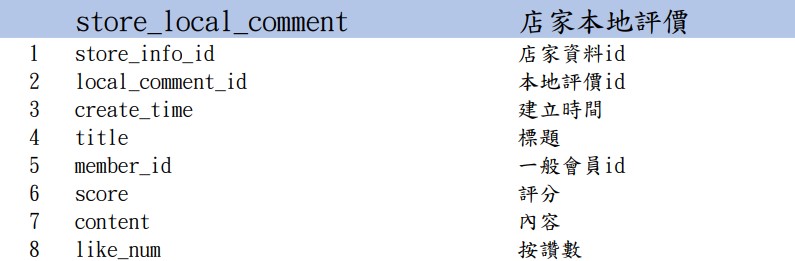 store_local_comment 店家本地評價
1 store_info_id 店家資料id
2 local_comment_id 本地評價id
3 create_time 建立時間
4 title 標題
5 member_id 一般會員id
6 score 評分
7 content 內容
8 like_num 按讚數